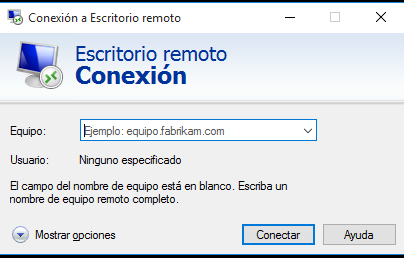 Conexión a Escritorio remoto
Escritorio remoto
Conexión
Equipo:
Ejemplo: equipo.fabrikam.com
Usuario:
Ninguno especificado
El campo del nombre de equipo está en blanco. Escriba un
nombre de equipo remoto completo.
Mostrar opciones
Conectar
Ayuda